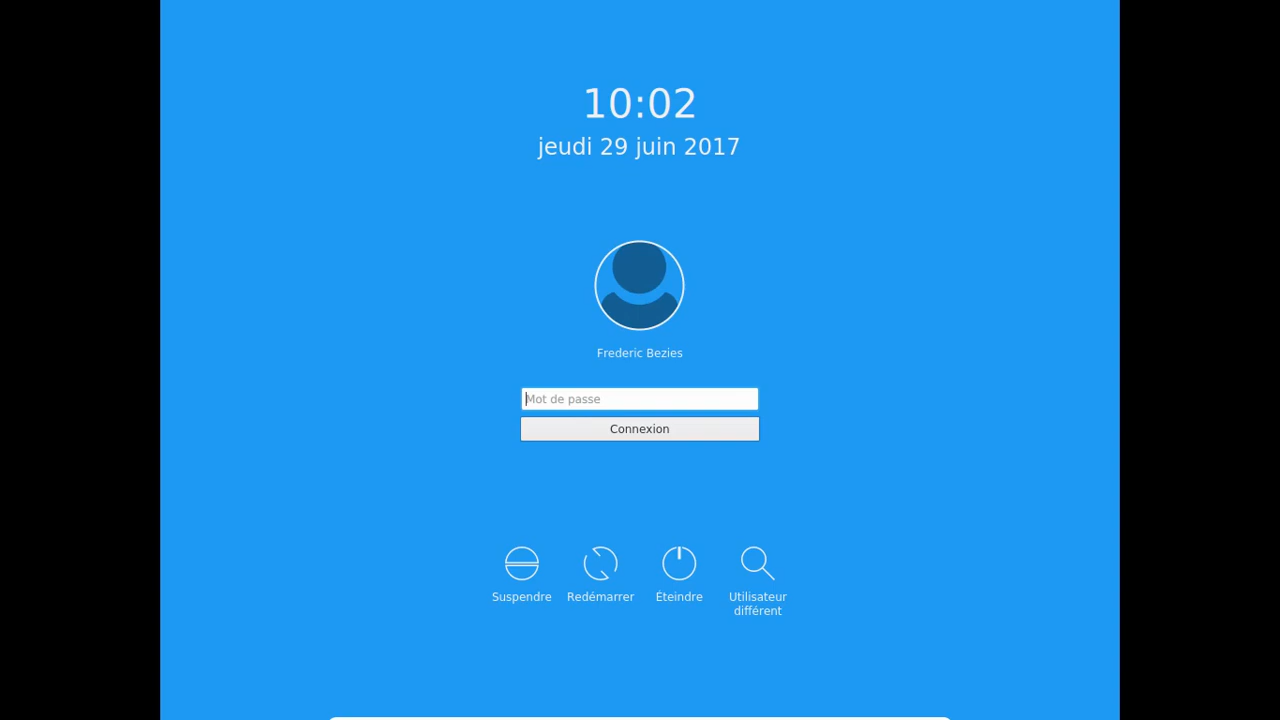 10:02
jeudi 29 juin 2017
Frederic Bezies
Mot de passe
Connexion
Suspendre
Redémarrer
Éteindre
Utilisateur
différent